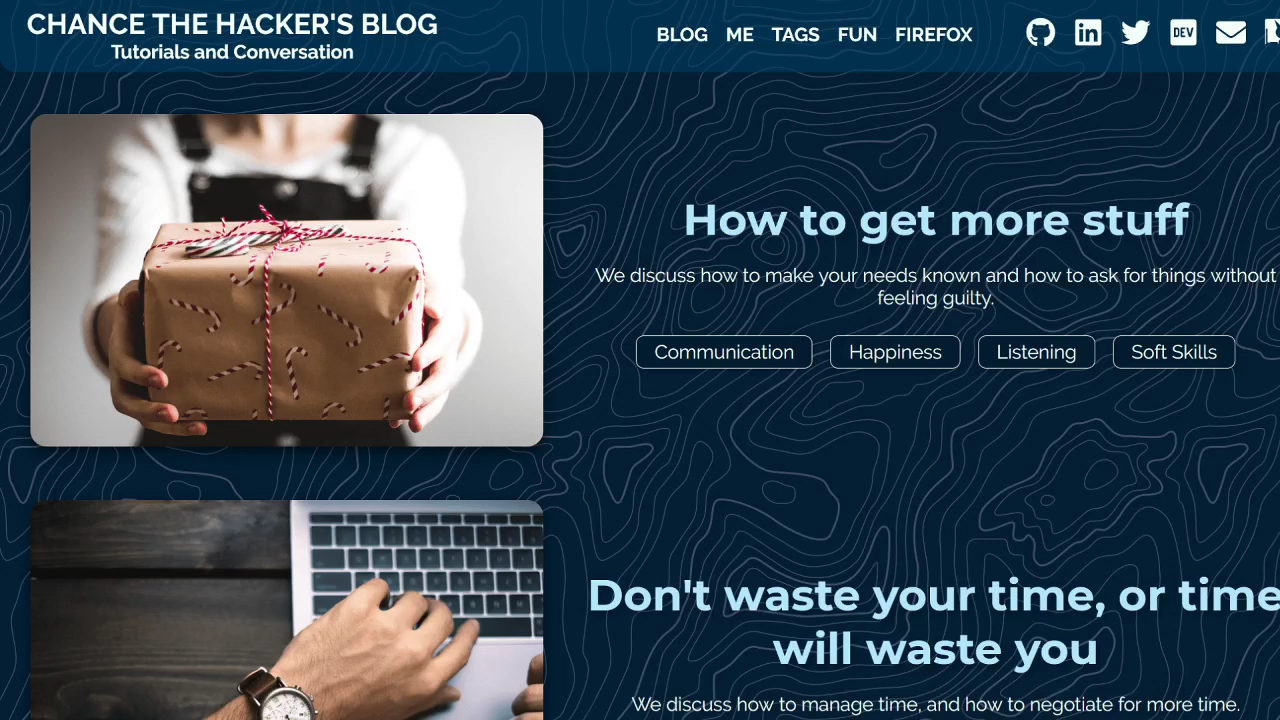 CHANCE THE HACKER'S BLOG
Tutorials and Conversation
BLOG ME TAGS FUN FIREFOX
DEV
How to get more stuff
We discuss how to make your needs known and how to ask for things without
feeling guilty.
Communication Happiness Listening Soft Skills
Don't waste your time, or time
will waste you
We discuss how to manage time, and how to negotiate for more time.